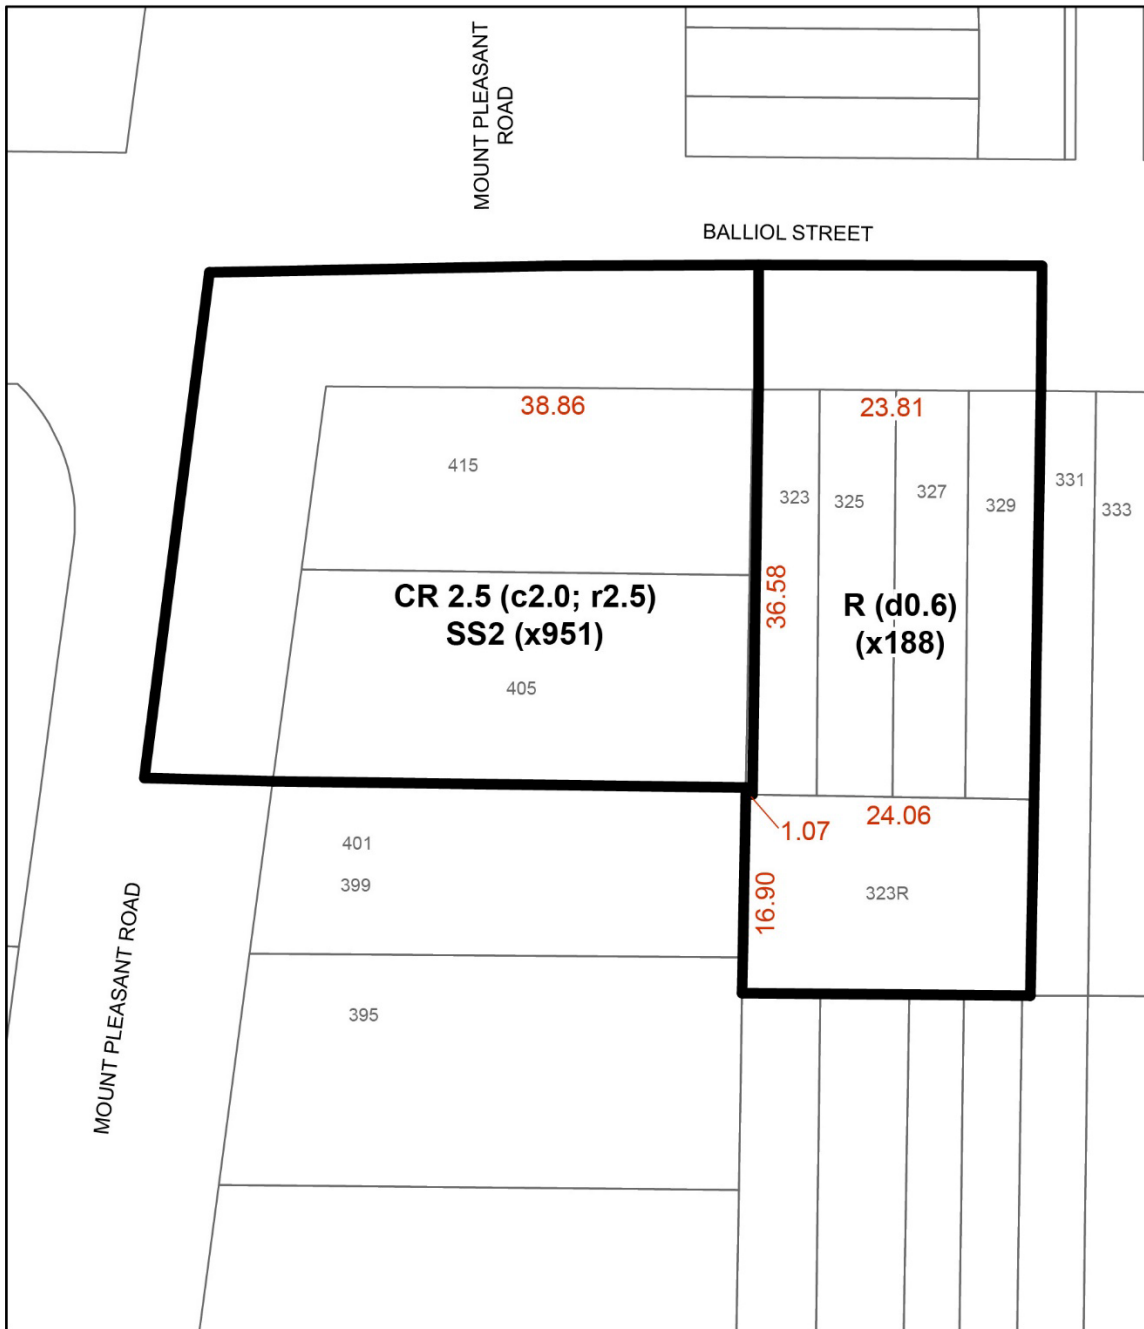 MOUNT PLEASANT
ROAD
BALLIOL STREET
38.86
23.81
415
323
325
327
329
331
333
36.58
CR 2.5 (c2.0; r2.5)
SS2 (x951)
R (d0.6)
(x188)
405
1.07
24.06
401
399
16.90
323R
MOUNT PLEASANT ROAD
395